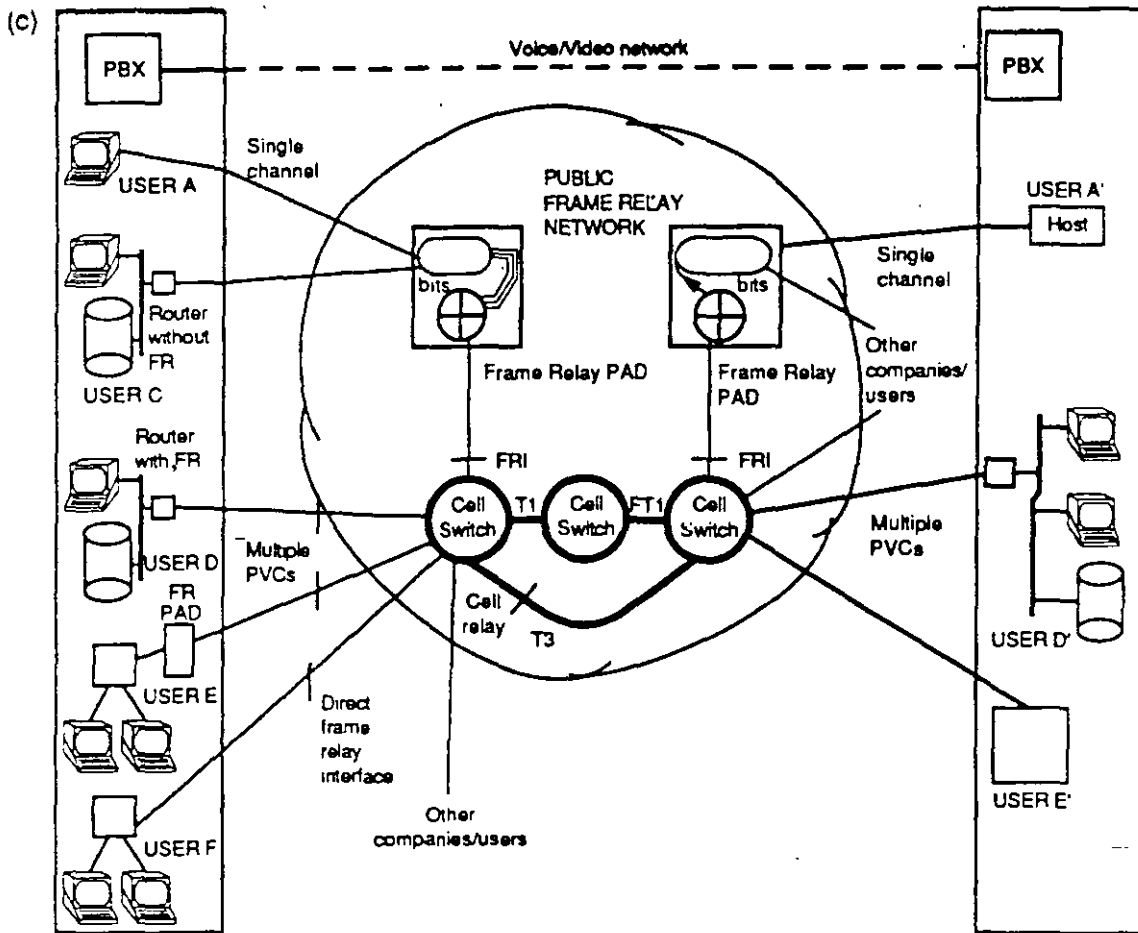 (c)
PBX
Voice/Video network
PBX
USER A
Single
channel
PUBLIC
FRAME RELAY
NETWORK
USER A'
Host
bits
bits
Single
channel
Router
without
FR
USER C
Frame Relay PAD
Frame Relay
PAD
Other
companies/
users
Router
with, FR
FRI
FRI
Cell
Switch
T1
Cell
Switch
FT1
Cell
Switch
USER D
Multiple
PVCs
Multiple
PVCs
FR
PAD
Cell
relay
T3
USER D'
USER E
Direct
frame
relay
interface
USER E'
Other
companies/users
USER F